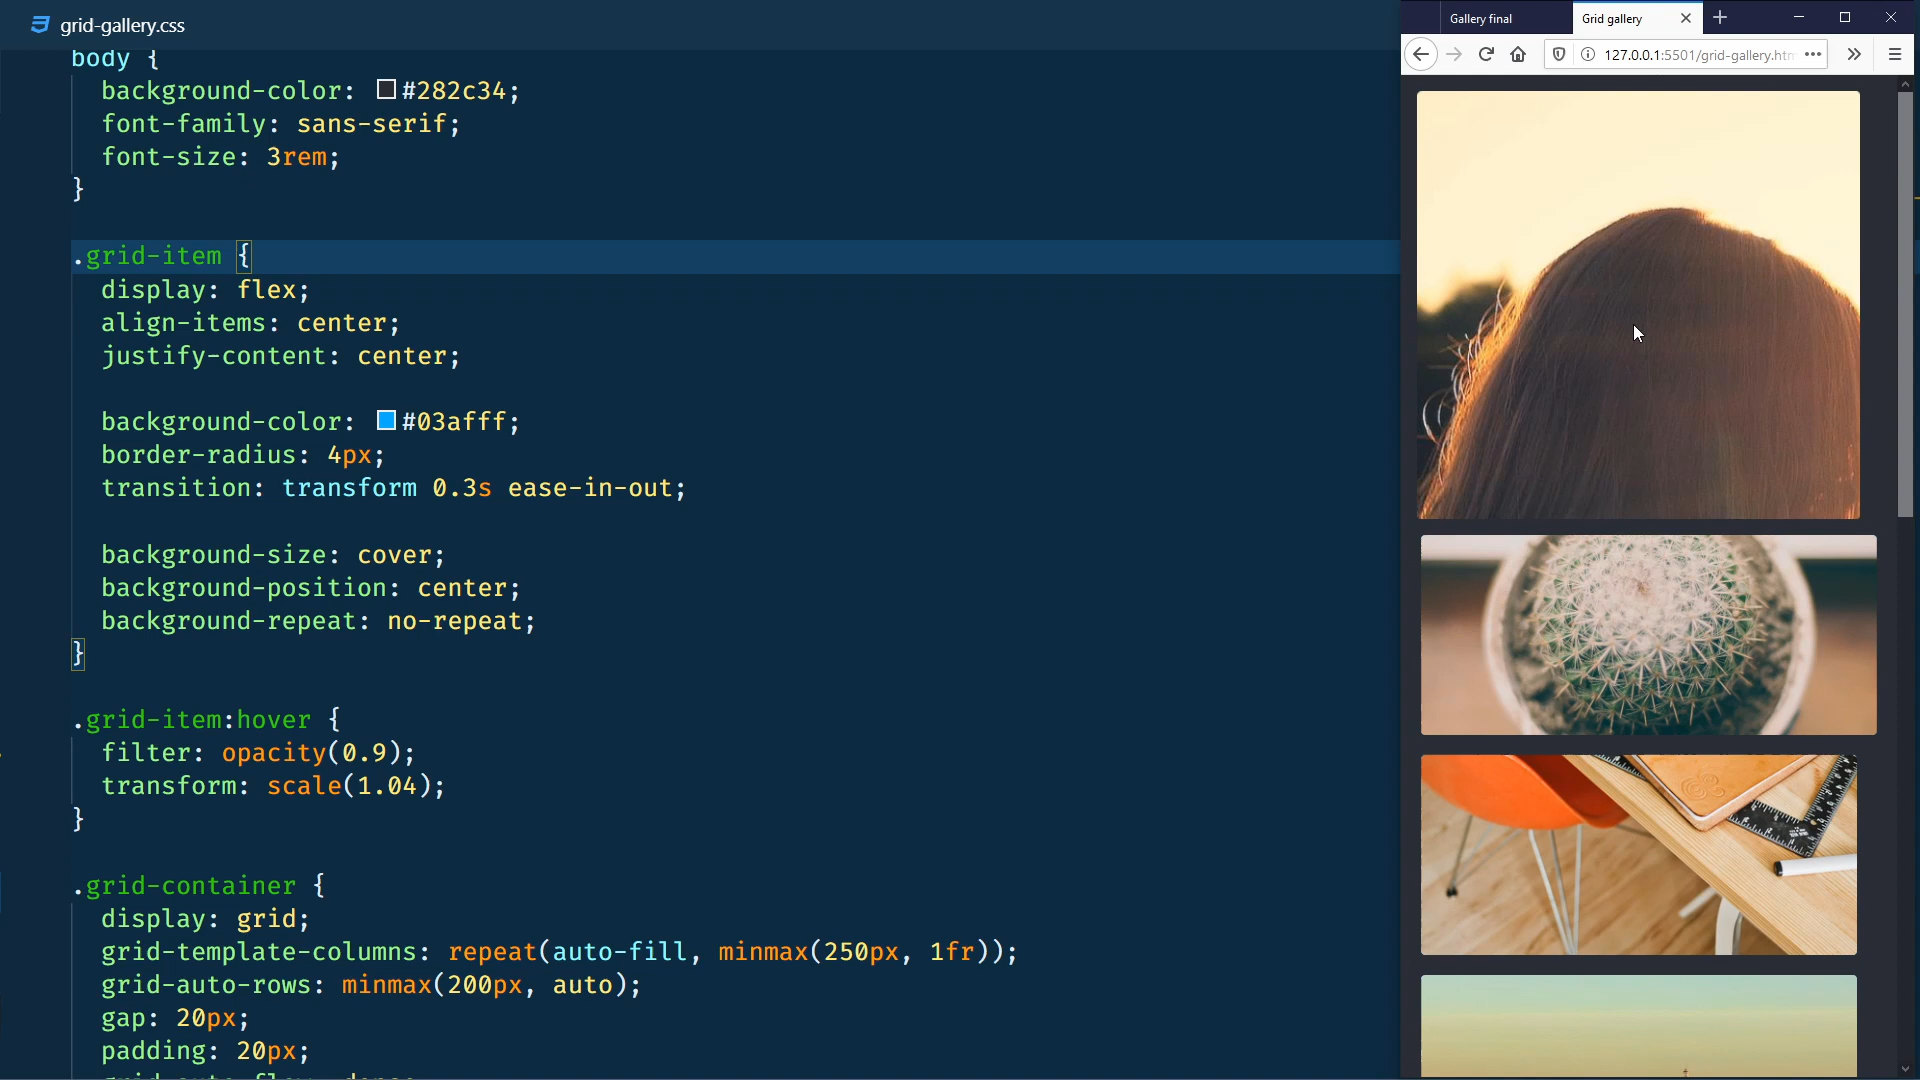 grid-gallery.css
body {
background-color: #282c34;
font-family: sans-serif;
font-size: 3rem;
}
.grid-item {
display: flex;
align-items: center;
justify-content: center;
background-color: #03afff;
border-radius: 4px;
transition: transform 0.3s ease-in-out;
background-size: cover;
background-position: center;
background-repeat: no-repeat;
}
.grid-item:hover {
filter: opacity(0.9);
transform: scale(1.04);
}
.grid-container {
display: grid;
grid-template-columns: repeat(auto-fill, minmax(250px, 1fr));
grid-auto-rows: minmax(200px, auto);
gap: 20px;
padding: 20px;
Gallery final
Grid gallery
127.0.0.1:5501/grid-gallery.htm